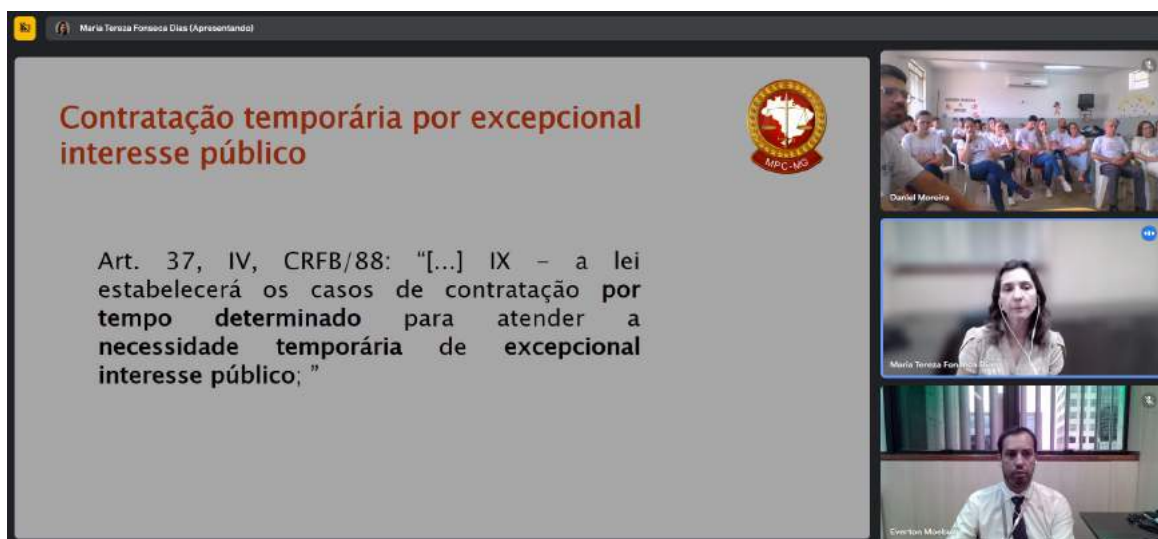 Maria Tereza Fonseca Dias (Apresentando)
Contratação temporária por excepcional
interesse público
MPC-MG
Art. 37, IV, CRFB/88: “[...] IX – a lei
estabelecerá os casos de contratação por
tempo determinado para atender a
necessidade temporária de excepcional
interesse público; ”
Daniel Moreira
Maria Tereza
Everton